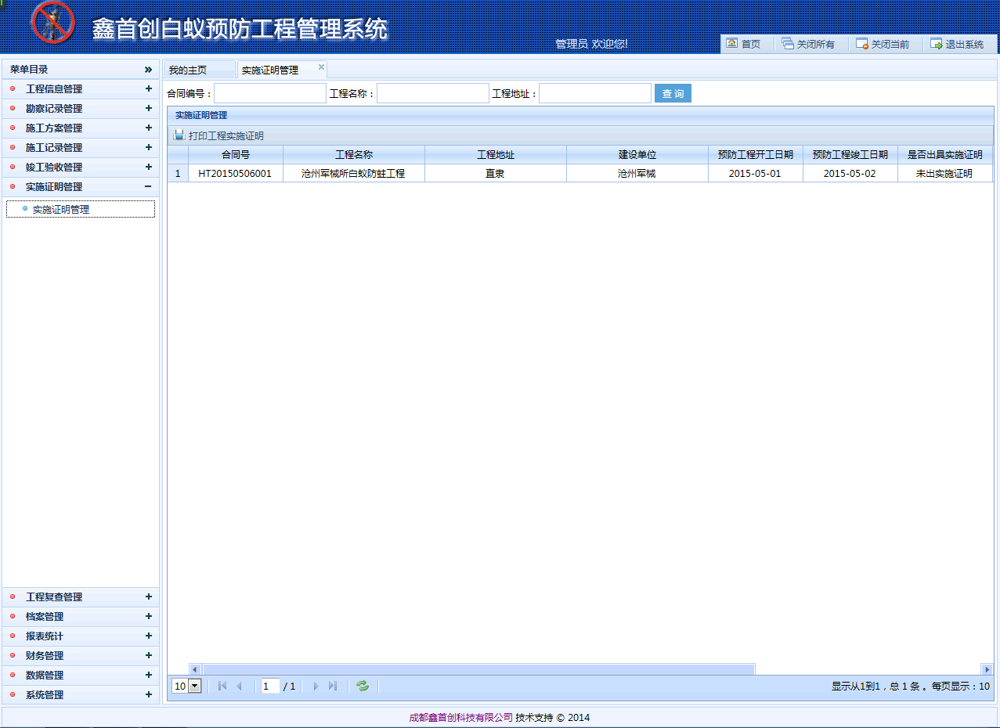 鑫首创白蚁预防工程管理系统
管理员 欢迎您!
首页 关闭所有 关闭当前 退出系统
菜单目录
工程信息管理
勘察记录管理
施工方案管理
施工记录管理
竣工验收管理
实施证明管理
实施证明管理
工程复查管理
档案管理
报表统计
财务管理
数据管理
系统管理
我的主页 实施证明管理
合同编号： 工程名称： 工程地址： 查 询
实施证明管理
打印工程实施证明
合同号 工程名称 工程地址 建设单位 预防工程开工日期 预防工程竣工日期 是否出具实施证明
1 HT20150506001 沧州军械所白蚁防蛀工程 直隶 沧州军械 2015-05-01 2015-05-02 未出实施证明
10 1 / 1 显示从1到1，总 1 条 。每页显示：10
成都鑫首创科技有限公司 技术支持 © 2014